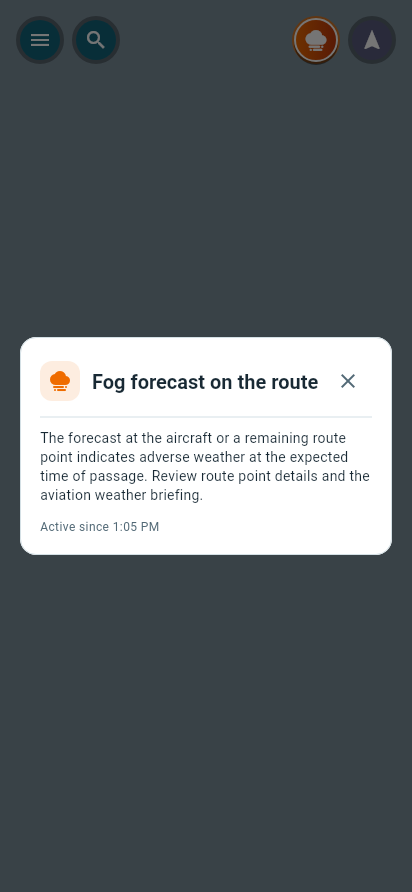 Fog forecast on the route
The forecast at the aircraft or a remaining route
point indicates adverse weather at the expected
time of passage. Review route point details and the
aviation weather briefing.
Active since 1:05 PM